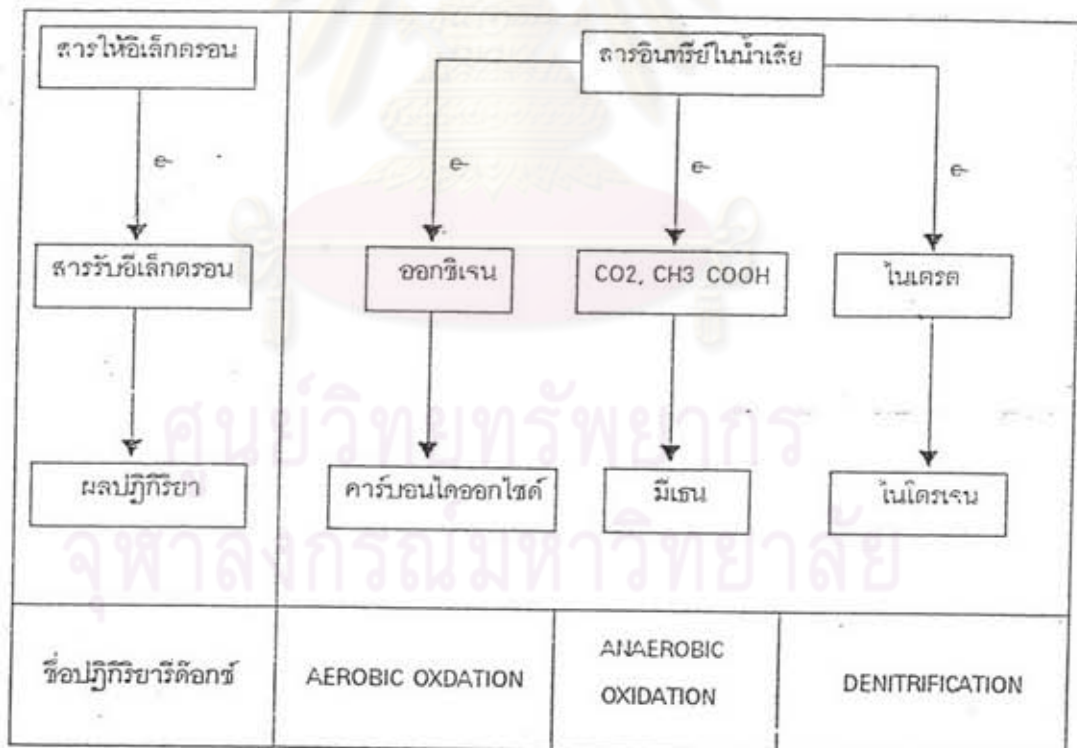 สารให้อิเล็กตรอน
สารอินทรีย์ในน้ำเสีย
e-
e-
e-
e-
สารรับอิเล็กตรอน
ออกซิเจน
CO2, CH3 COOH
ไนเตรต
ศูนย์วิทยทรัพยากร
ผลปฏิกิริยา
คาร์บอนไดออกไซด์
มีเธน
ไนโตรเจน
จุฬาลงกรณ์มหาวิทยาลัย
ชื่อปฏิกิริยารีด๊อกซ์
AEROBIC OXDATION
ANAEROBIC
OXIDATION
DENITRIFICATION